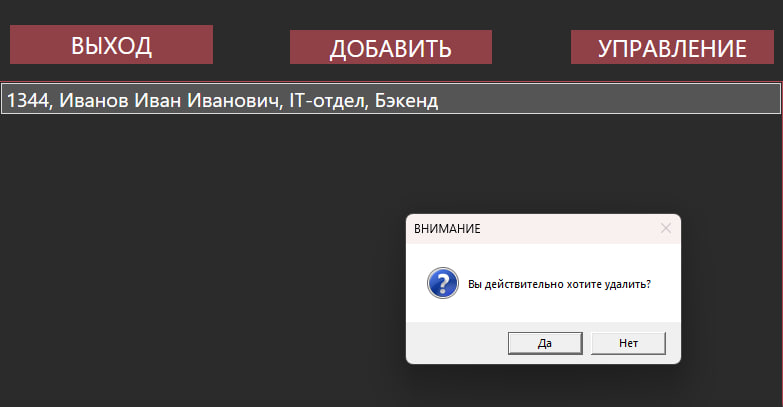 ВЫХОД ДОБАВИТЬ УПРАВЛЕНИЕ
1344, Иванов Иван Иванович, IT-отдел, Бэкенд
ВНИМАНИЕ
Вы действительно хотите удалить?
Да Нет